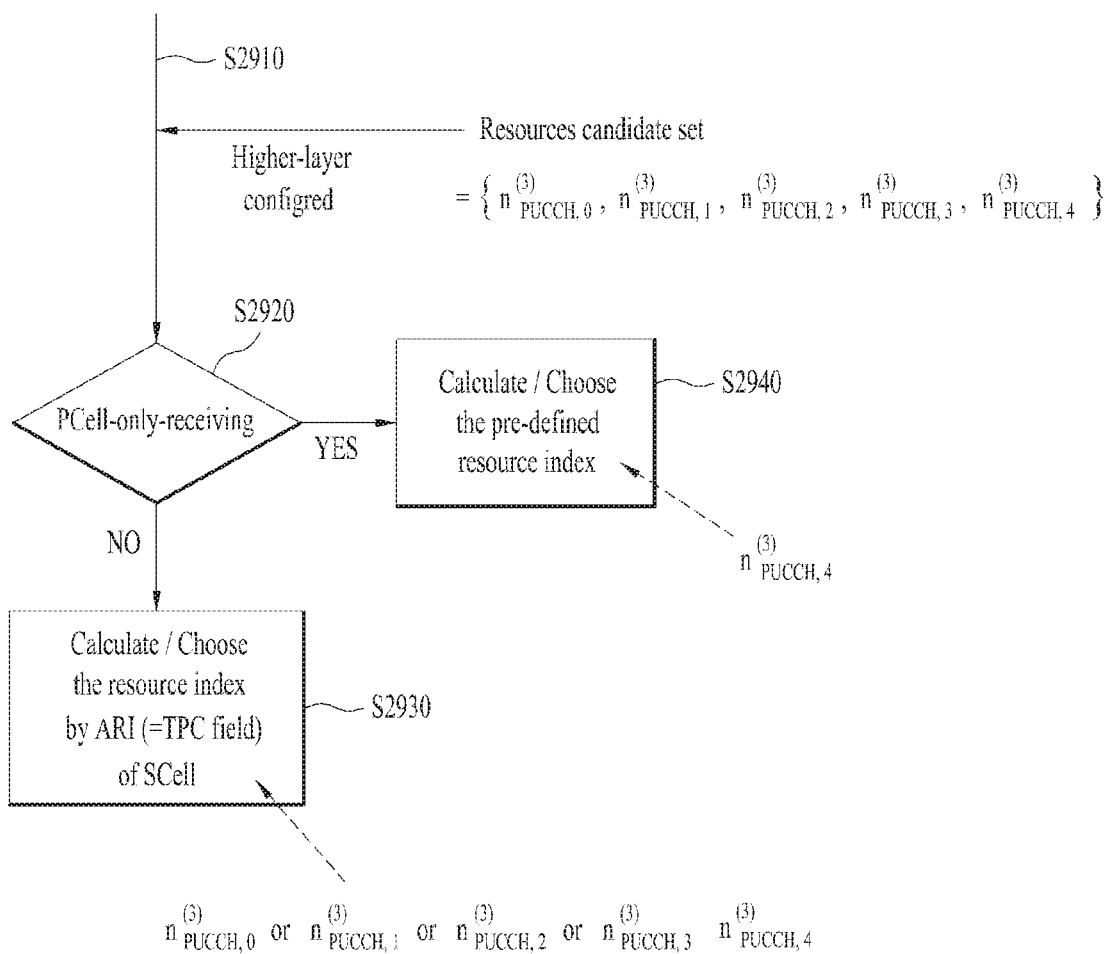 S2910
Resources candidate set
Higher-layer
configred
= { n^{(3)}_{PUCCH, 0} , n^{(3)}_{PUCCH, 1} , n^{(3)}_{PUCCH, 2} , n^{(3)}_{PUCCH, 3} , n^{(3)}_{PUCCH, 4} }
S2920
PCell-only-receiving
YES
Calculate / Choose
the pre-defined
resource index
S2940
n^{(3)}_{PUCCH, 4}
NO
Calculate / Choose
the resource index
by ARI (=TPC field)
of SCell
S2930
n^{(3)}_{PUCCH, 0} or n^{(3)}_{PUCCH, 1} or n^{(3)}_{PUCCH, 2} or n^{(3)}_{PUCCH, 3} n^{(3)}_{PUCCH, 4}